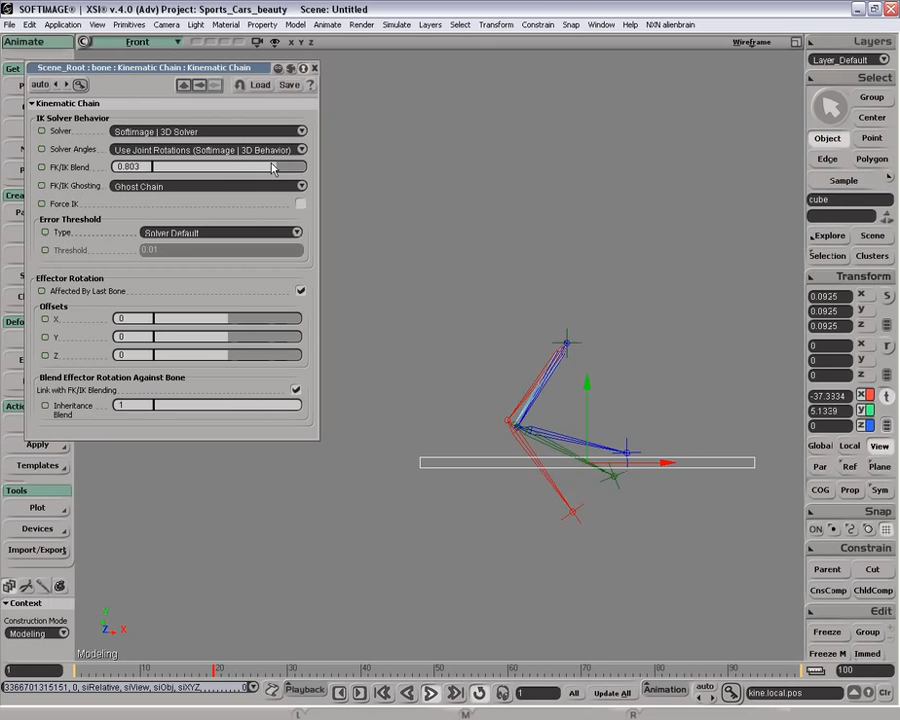 SOFTIMAGE® | XSI® v.4.0 (Adv) Project: Sports_Cars_beauty    Scene: Untitled
File Edit View Primitives Camera Light Material Property Model Animate Render Simulate Layers Select Transform Constrain Snap Window Help NXN alienbrain
Animate
C Front X Y Z Wireframe
Get
Scene_Root : bone : Kinematic Chain : Kinematic Chain
auto Load Save ?
Kinematic Chain
IK Solver Behavior
Solver Softimage | 3D Solver
Solver Angles Use Joint Rotations (Softimage | 3D Behavior)
FK/IK Blend 0.803
FK/IK Ghosting Ghost Chain
Force IK
Error Threshold
Type Solver Default
Threshold 0.01
Effector Rotation
Affected By Last Bone
Offsets
X 0
Y 0
Z 0
Blend Effector Rotation Against Bone
Link with FK/IK Blending
Inheritance Blend 1
Apply
Templates
Tools
Plot
Devices
Import/Export
Context
Construction Mode
Modeling
Layers
Layer_Default
Select
Group
Center
Object Point
Edge Polygon
Sample
cube
Explore Scene
Selection Clusters
Transform
0.0925 x s
0.0925 y
0.0925 z
0 x r
0 y
0 z
-37.3334 x t
5.1339 y
0 z
Global Local View
Par Ref Plane
COG Prop Sym
Snap
ON
Constrain
Parent Cut
CnsComp ChldComp
Edit
Freeze Group
Freeze M Immed
Y
Z X
Modeling
1 10 20 30 40 50 60 70 80 90 100
3366701315151, 0, siRelative, siView, siObj, siXYZ,
Playback 1 All Update All Animation auto kine.local.pos Clr
L M R